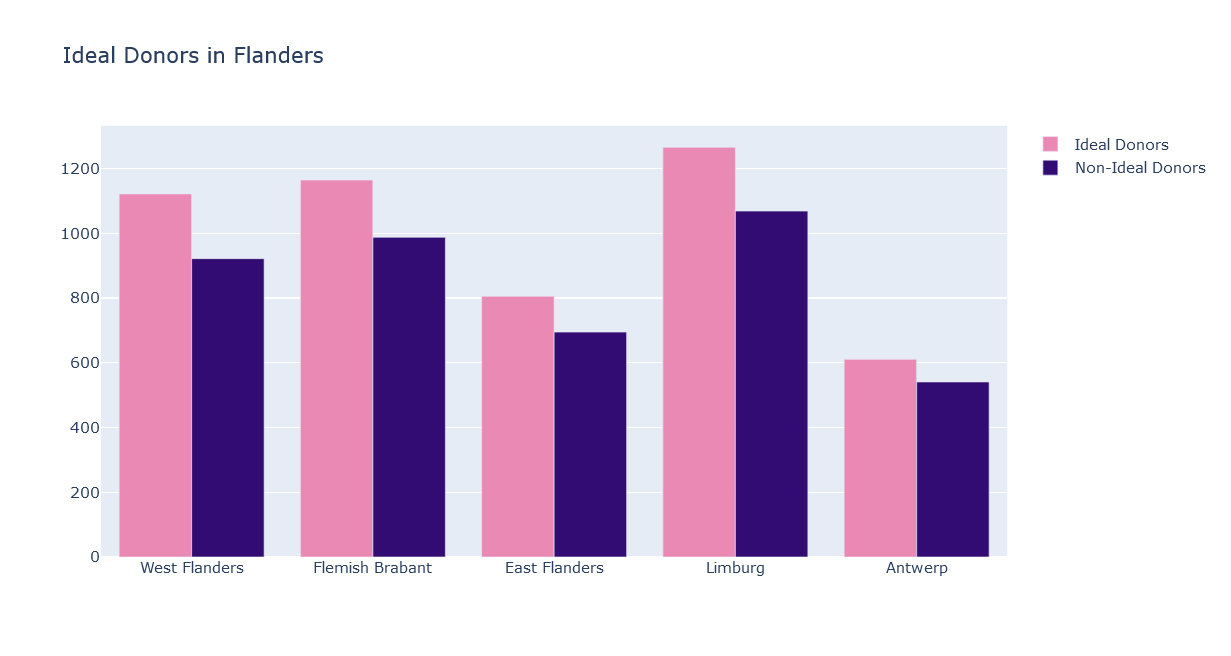 Ideal Donors in Flanders
Ideal Donors
Non-Ideal Donors
1200
1000
800
600
400
200
0
West Flanders
Flemish Brabant
East Flanders
Limburg
Antwerp